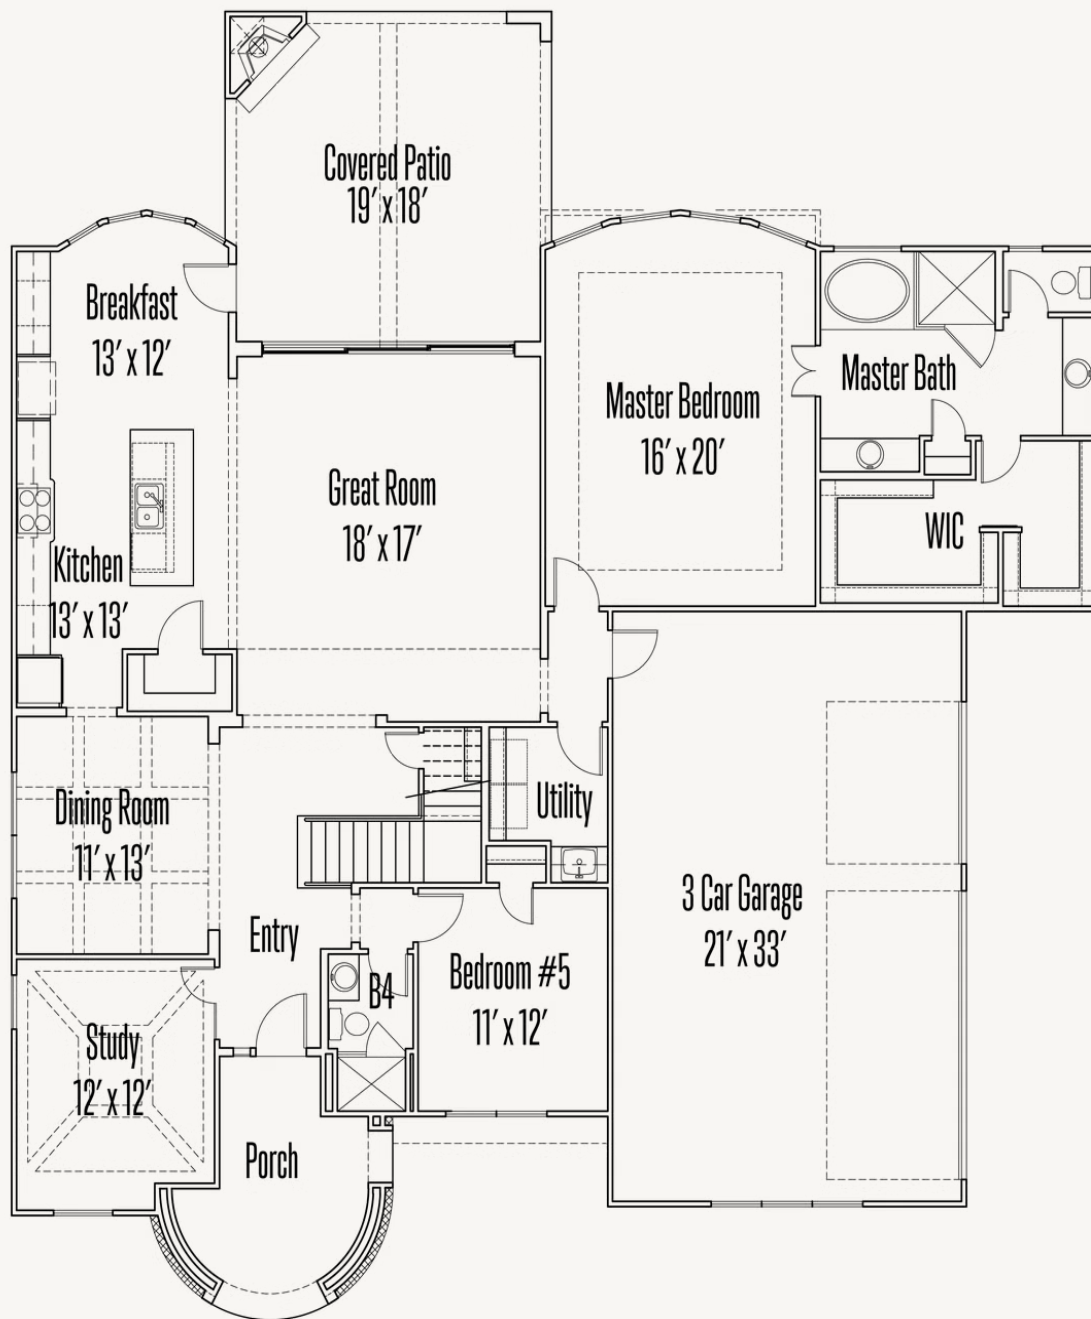 Covered Patio
19' x 18'
Breakfast
13' x 12'
Master Bedroom
16' x 20'
Master Bath
Great Room
18' x 17'
WIC
Kitchen
13' x 13'
Dining Room
11' x 13'
Utility
Entry
3 Car Garage
21' x 33'
B4
Bedroom #5
11' x 12'
Study
12' x 12'
Porch